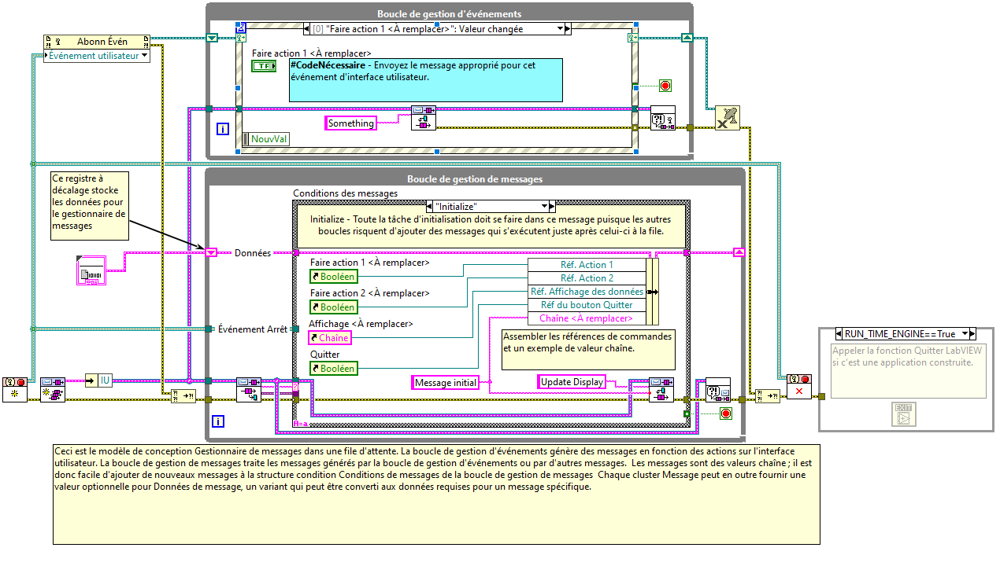 Boucle de gestion d'événements
[0] "Faire action 1 <À remplacer>": Valeur changée
Abonn Évén
Événement utilisateur
Faire action 1 <À remplacer>
TF
#CodeNécessaire - Envoyez le message approprié pour cet
événement d'interface utilisateur.
Something
i
NouvVal
Boucle de gestion de messages
Ce registre à
décalage stocke
les données pour
le gestionnaire de
messages
Conditions des messages
"Initialize"
Initialize - Toute la tâche d'initialisation doit se faire dans ce message puisque les autres
boucles risquent d'ajouter des messages qui s'exécutent juste après celui-ci à la file.
Données
Faire action 1 <À remplacer>
Booléen
Faire action 2 <À remplacer>
Booléen
Affichage <À remplacer>
Chaîne
Quitter
Booléen
Réf. Action 1
Réf. Action 2
Réf. Affichage des données
Réf du bouton Quitter
Chaîne <À remplacer>
Assembler les références de commandes
et un exemple de valeur chaîne.
Événement Arrêt
Message initial
Update Display
IU
i
A=a
RUN_TIME_ENGINE==True
Appeler la fonction Quitter LabVIEW
si c'est une application construite.
EXIT
Ceci est le modèle de conception Gestionnaire de messages dans une file d'attente. La boucle de gestion d'événements génère des messages en fonction des actions sur l'interface
utilisateur. La boucle de gestion de messages traite les messages générés par la boucle de gestion d'événements ou par d'autres messages.  Les messages sont des valeurs chaîne ; il est
donc facile d'ajouter de nouveaux messages à la structure condition Conditions de messages de la boucle de gestion de messages  Chaque cluster Message peut en outre fournir une
valeur optionnelle pour Données de message, un variant qui peut être converti aux données requises pour un message spécifique.